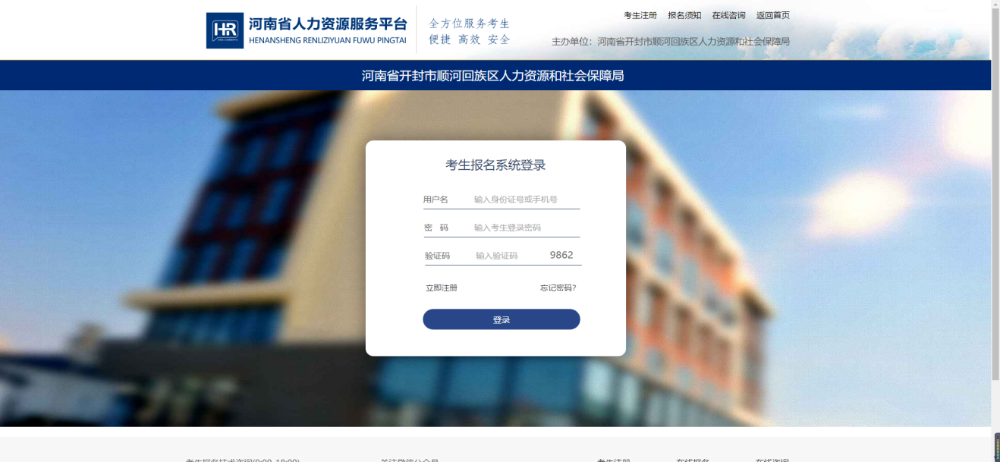 考生注册 报名须知 在线咨询 返回首页
HR 河南省人力资源服务平台
HENANSHENG RENLIZIYUAN FUWU PINGTAI
全方位服务考生
便捷 高效 安全
主办单位：河南省开封市顺河回族区人力资源和社会保障局
河南省开封市顺河回族区人力资源和社会保障局
考生报名系统登录
用户名 输入身份证号或手机号
密 码 输入考生登录密码
验证码 输入验证码 9862
立即注册 忘记密码?
登录
考生报名技术咨询(9:00-18:00) 关注微信公众号 考生注册 在线报名 在线咨询